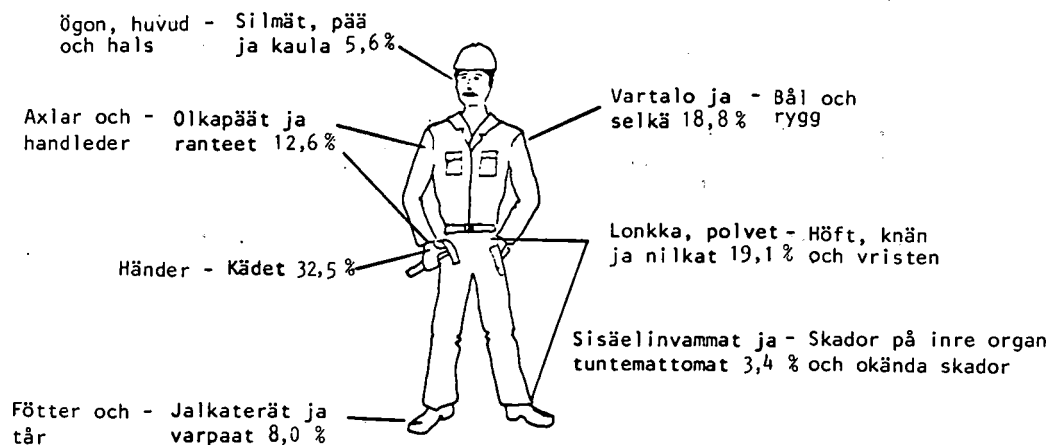 Ögon, huvud - Silmät, pää
och hals ja kaula 5,6 %
Axlar och - Olkapäät ja
handleder ranteet 12,6 %
Händer - Kädet 32,5 %
Fötter och - Jalkaterät ja
tår varpaat 8,0 %
Vartalo ja - Bål och
selkä 18,8 % rygg
Lonkka, polvet - Höft, knän
ja nilkat 19,1 % och vristen
Sisäelinvammat ja - Skador på inre organ
tuntemattomat 3,4 % och okända skador